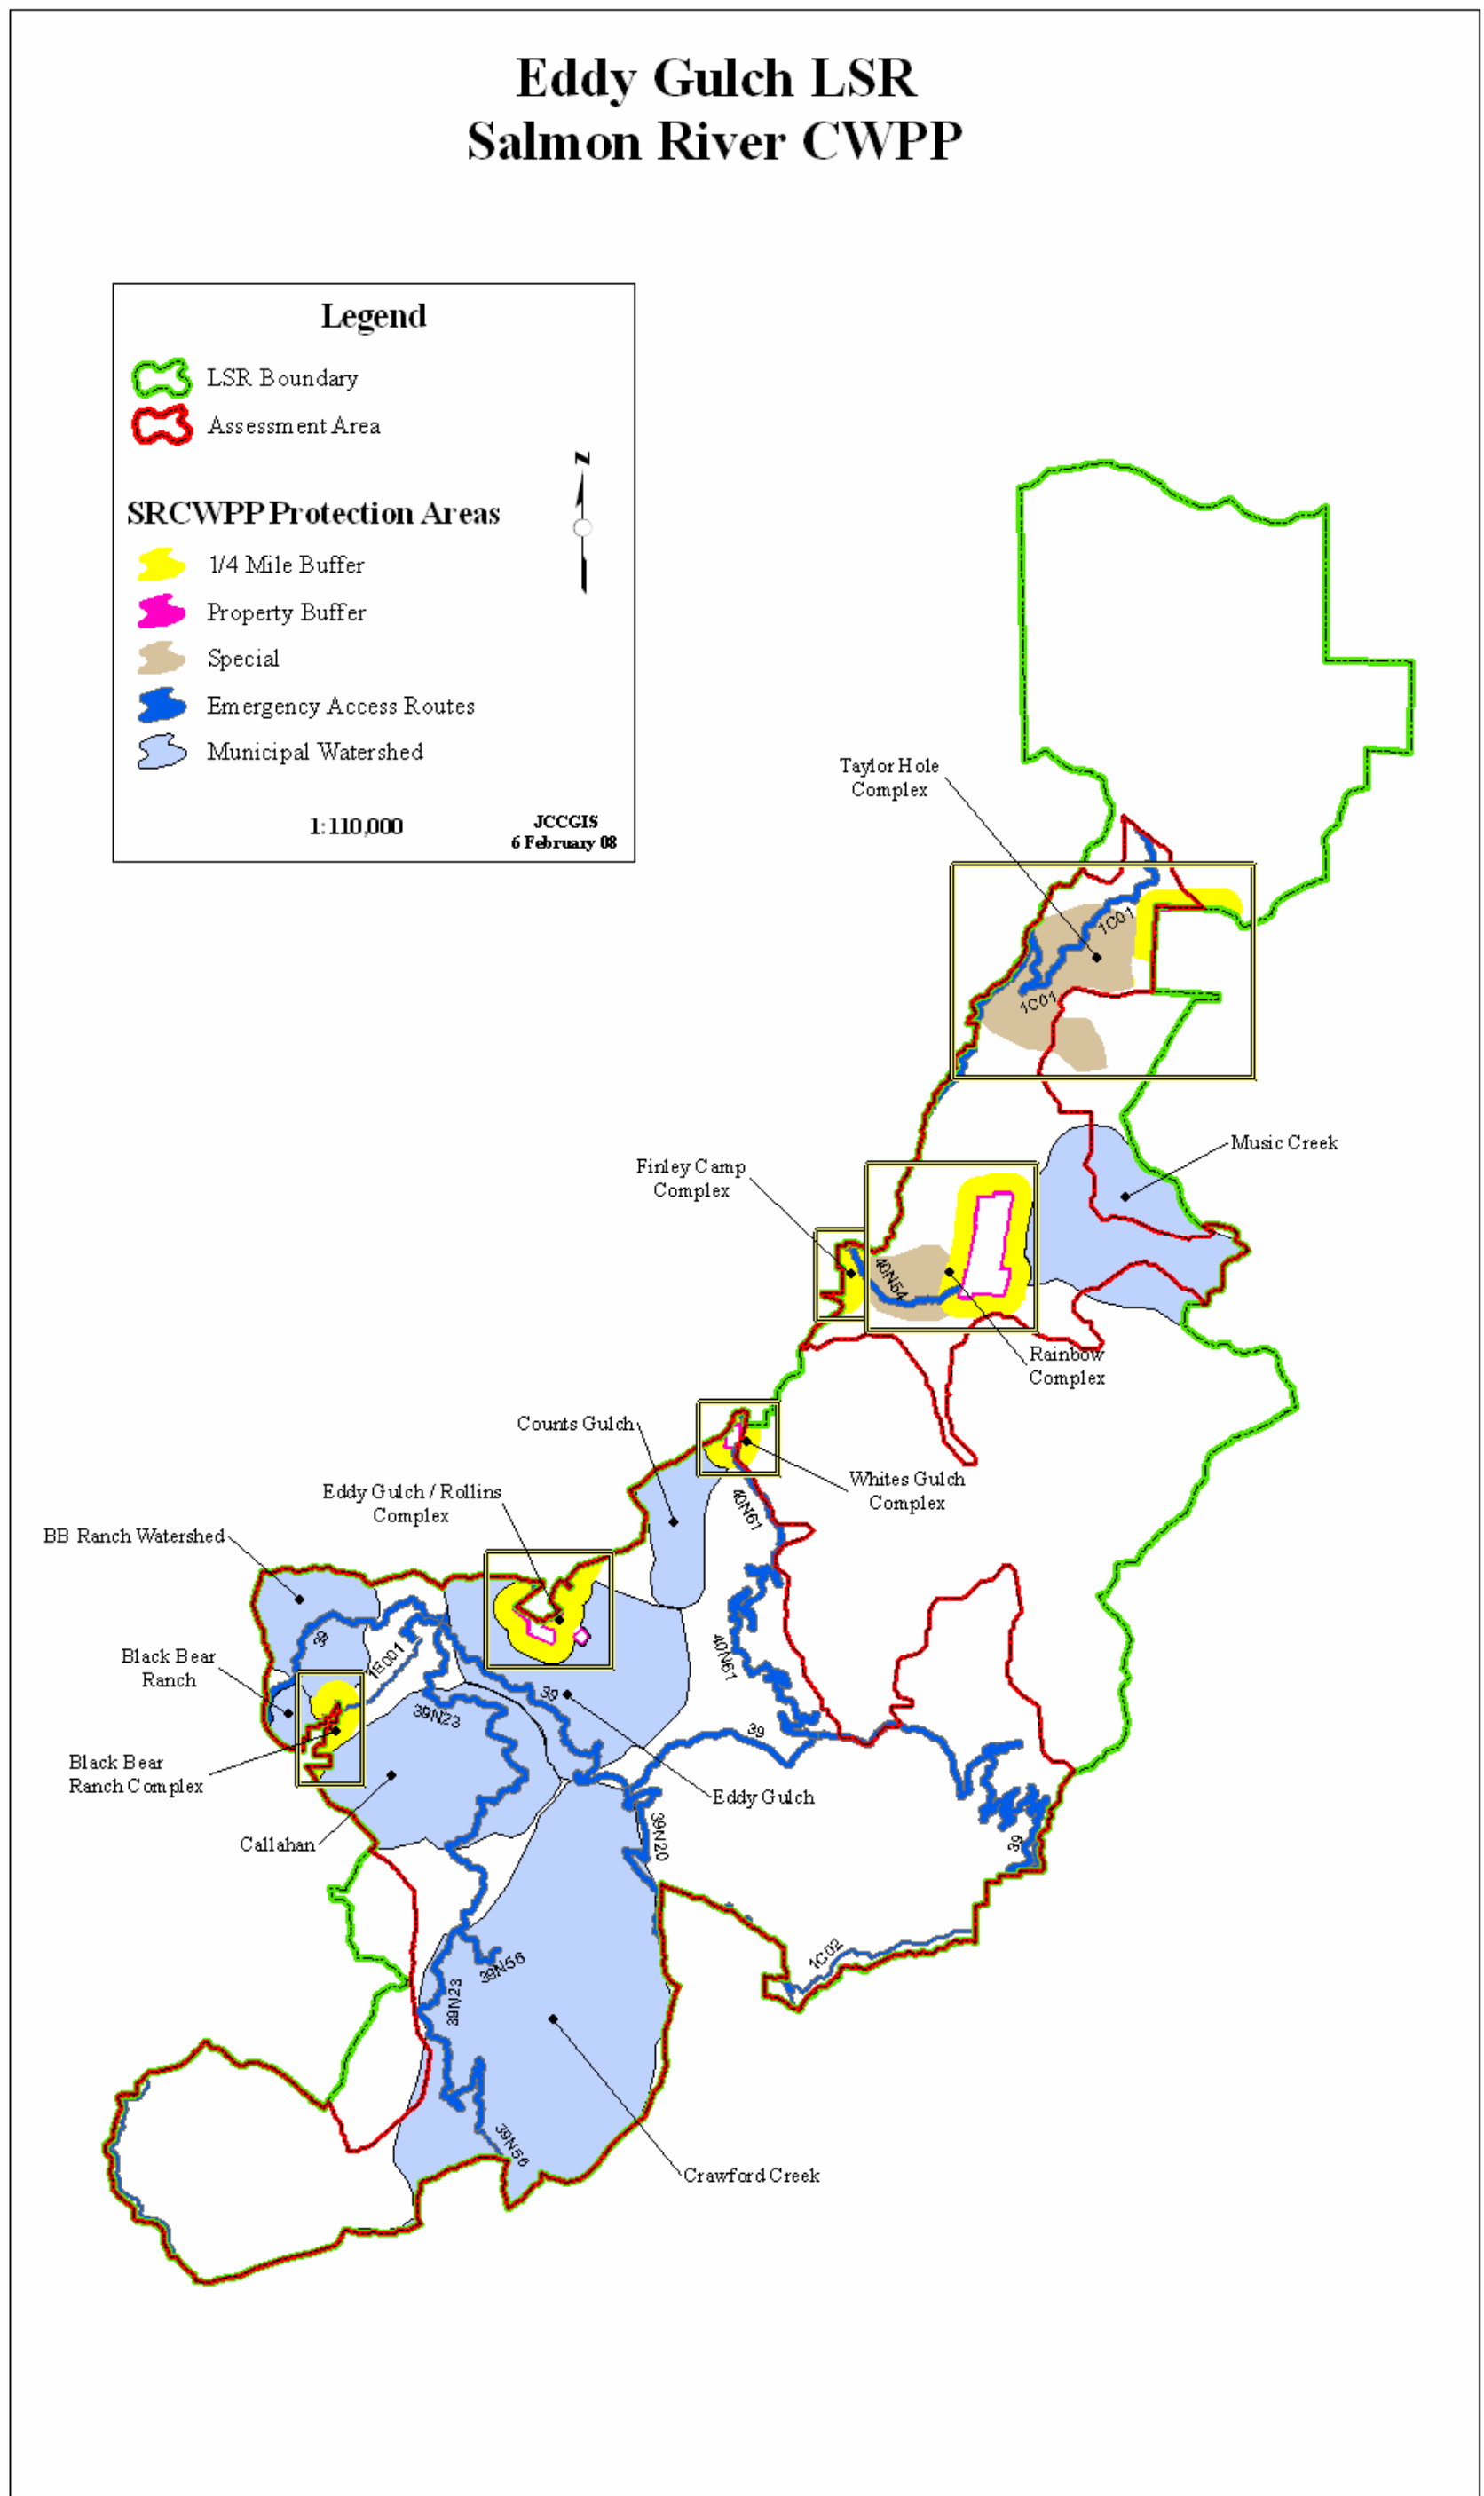 Eddy Gulch LSR
Salmon River CWPP
Legend
LSR Boundary
Assessment Area
N
SRCWPP Protection Areas
1/4 Mile Buffer
Property Buffer
Special
Emergency Access Routes
Municipal Watershed
1:110,000
JCCGIS
6 February 08
Taylor Hole
Complex
1C01
1C01
Music Creek
Finley Camp
Complex
40N54
Rainbow
Complex
Counts Gulch
Whites Gulch
Complex
Eddy Gulch / Rollins
Complex
40N61
BB Ranch Watershed
39
1E001
Black Bear
Ranch
40N61
39
39N23
39
Black Bear
Ranch Complex
Eddy Gulch
Callahan
39N20
39
1C02
39N56
39N23
39N56
Crawford Creek